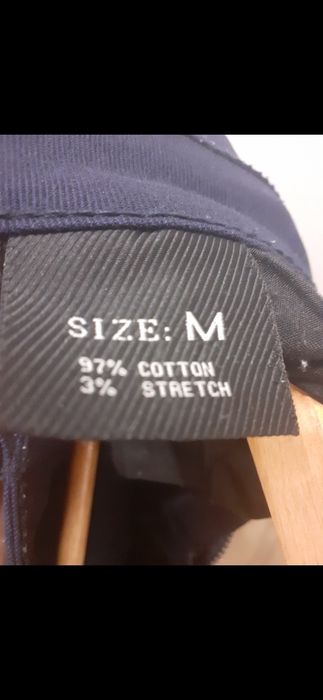 SIZE: M
97% COTTON
3% STRETCH